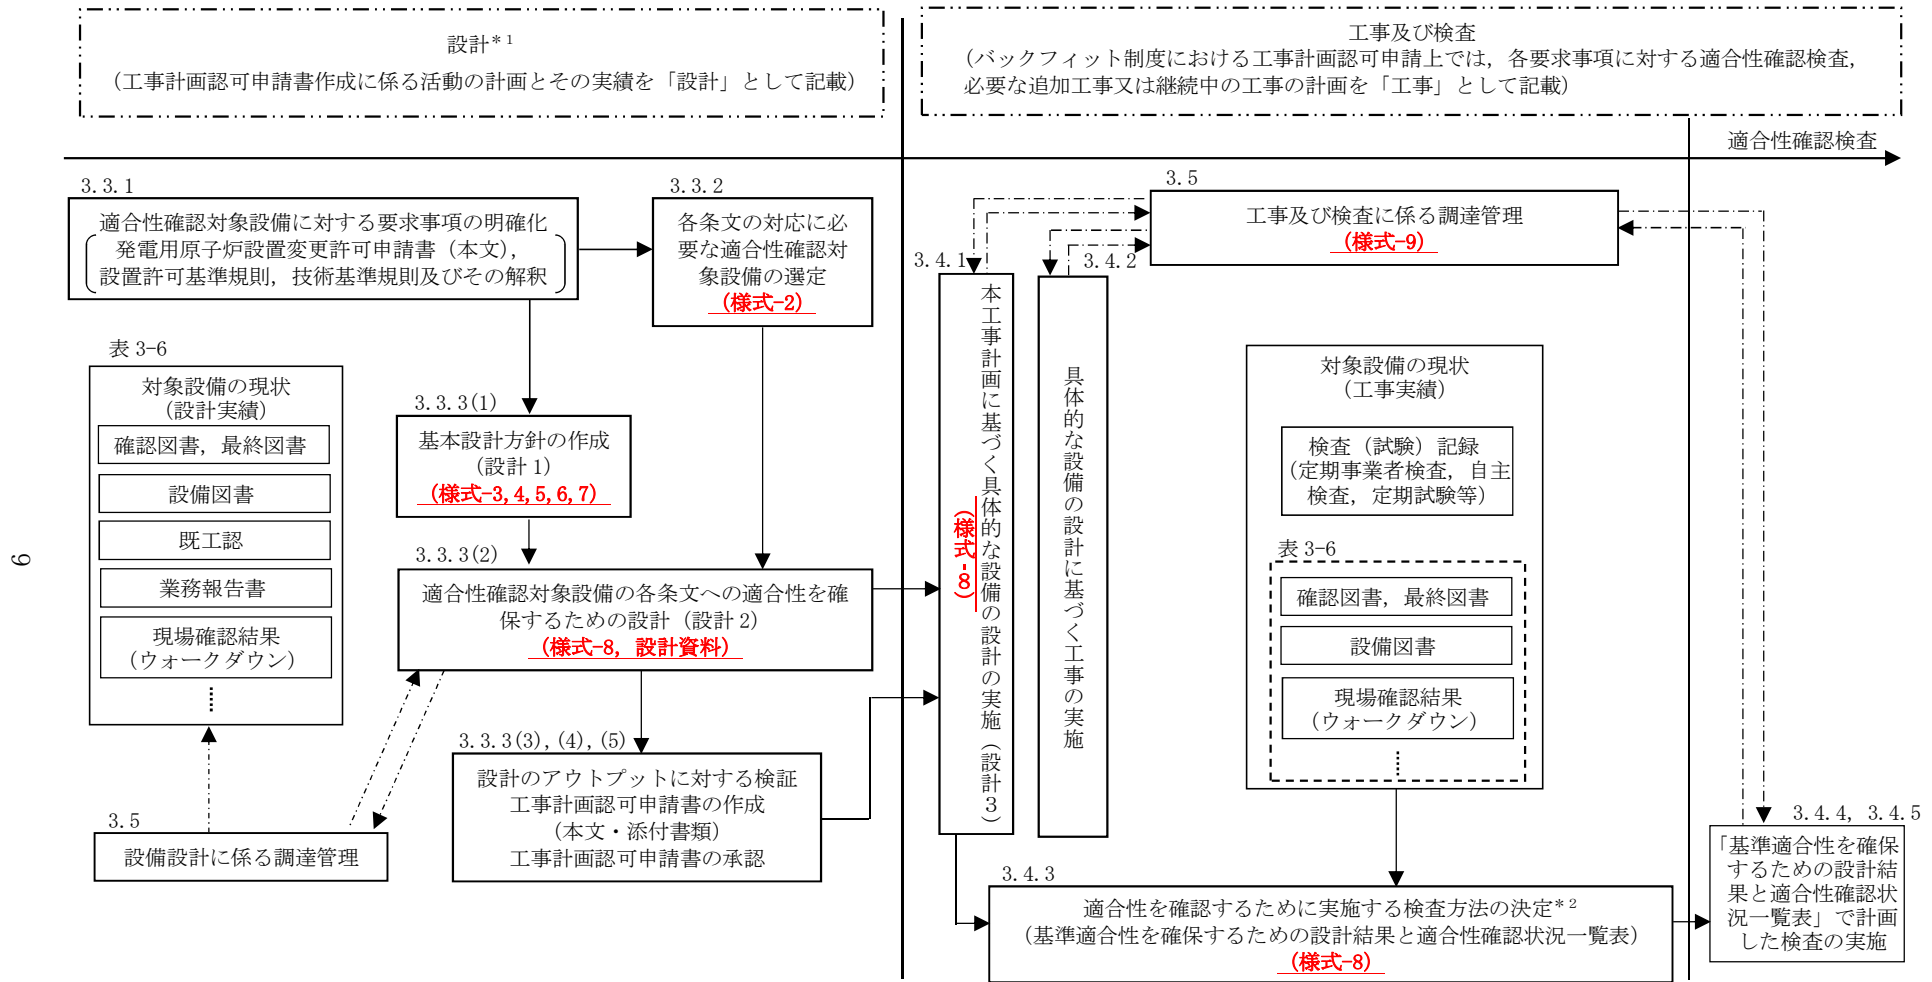 設計*1
(工事計画認可申請書作成に係る活動の計画とその実績を「設計」として記載)
工事及び検査
(バックフィット制度における工事計画認可申請上では，各要求事項に対する適合性確認検査，
必要な追加工事又は継続中の工事の計画を「工事」として記載)
適合性確認検査
3.3.1
適合性確認対象設備に対する要求事項の明確化
発電用原子炉設置変更許可申請書（本文），
設置許可基準規則，技術基準規則及びその解釈
3.3.2
各条文の対応に必
要な適合性確認対
象設備の選定
(様式-2)
表 3-6
対象設備の現状
(設計実績)
確認図書，最終図書
設備図書
既工認
業務報告書
現場確認結果
(ウォークダウン)
3.3.3(1)
基本設計方針の作成
(設計 1)
(様式-3,4,5,6,7)
3.3.3(2)
適合性確認対象設備の各条文への適合性を確
保するための設計（設計 2）
(様式-8, 設計資料)
3.3.3(3),(4),(5)
設計のアウトプットに対する検証
工事計画認可申請書の作成
(本文・添付書類)
工事計画認可申請書の承認
3.5
設備設計に係る調達管理
3.5
工事及び検査に係る調達管理
(様式-9)
3.4.1
本工事計画に基づく具体的な設備の設計の実施（設計３）
(様式-8)
3.4.2
具体的な設備の設計に基づく工事の実施
対象設備の現状
(工事実績)
検査（試験）記録
(定期事業者検査，自主
検査，定期試験等)
表 3-6
確認図書，最終図書
設備図書
現場確認結果
(ウォークダウン)
3.4.3
適合性を確認するために実施する検査方法の決定*2
(基準適合性を確保するための設計結果と適合性確認状況一覧表)
(様式-8)
3.4.4, 3.4.5
「基準適合性を確保
するための設計結
果と適合性確認状
況一覧表」で計画
した検査の実施
6